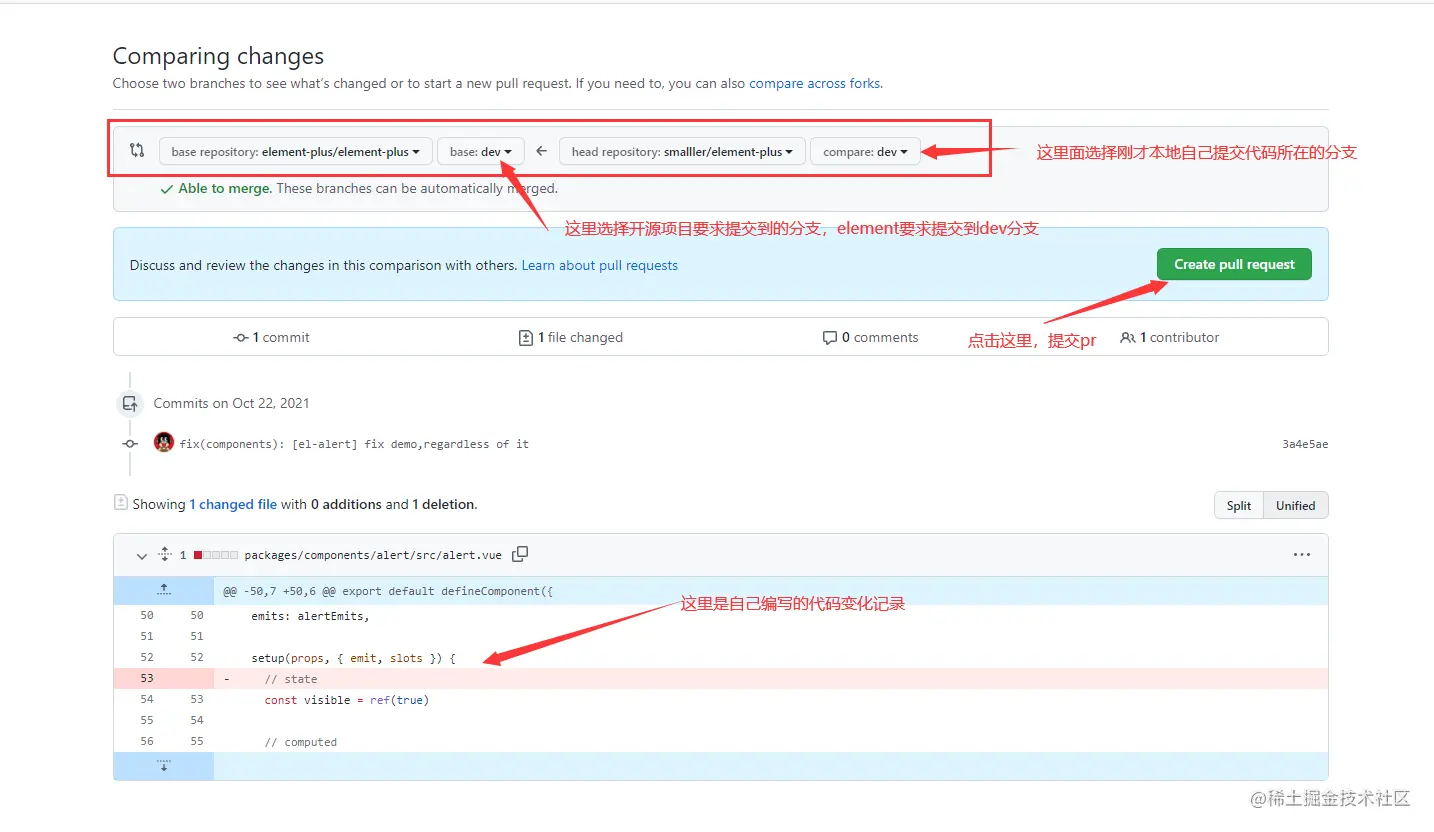 Comparing changes
Choose two branches to see what's changed or to start a new pull request. If you need to, you can also compare across forks.
base repository: element-plus/element-plus base: dev head repository: smalller/element-plus compare: dev 这里面选择刚才本地自己提交代码所在的分支
Able to merge. These branches can be automatically merged.
这里选择开源项目要求提交到的分支，element要求提交到dev分支
Discuss and review the changes in this comparison with others. Learn about pull requests Create pull request
1 commit 1 file changed 0 comments 点击这里，提交pr 1 contributor
Commits on Oct 22, 2021
fix(components): [el-alert] fix demo,regardless of it 3a4e5ae
Showing 1 changed file with 0 additions and 1 deletion. Split Unified
1 packages/components/alert/src/alert.vue
@@ -50,7 +50,6 @@ export default defineComponent({
这里是自己编写的代码变化记录
50 50 emits: alertEmits,
51 51
52 52 setup(props, { emit, slots }) {
53 - // state
54 53 const visible = ref(true)
55 54
56 55 // computed
@稀土掘金技术社区